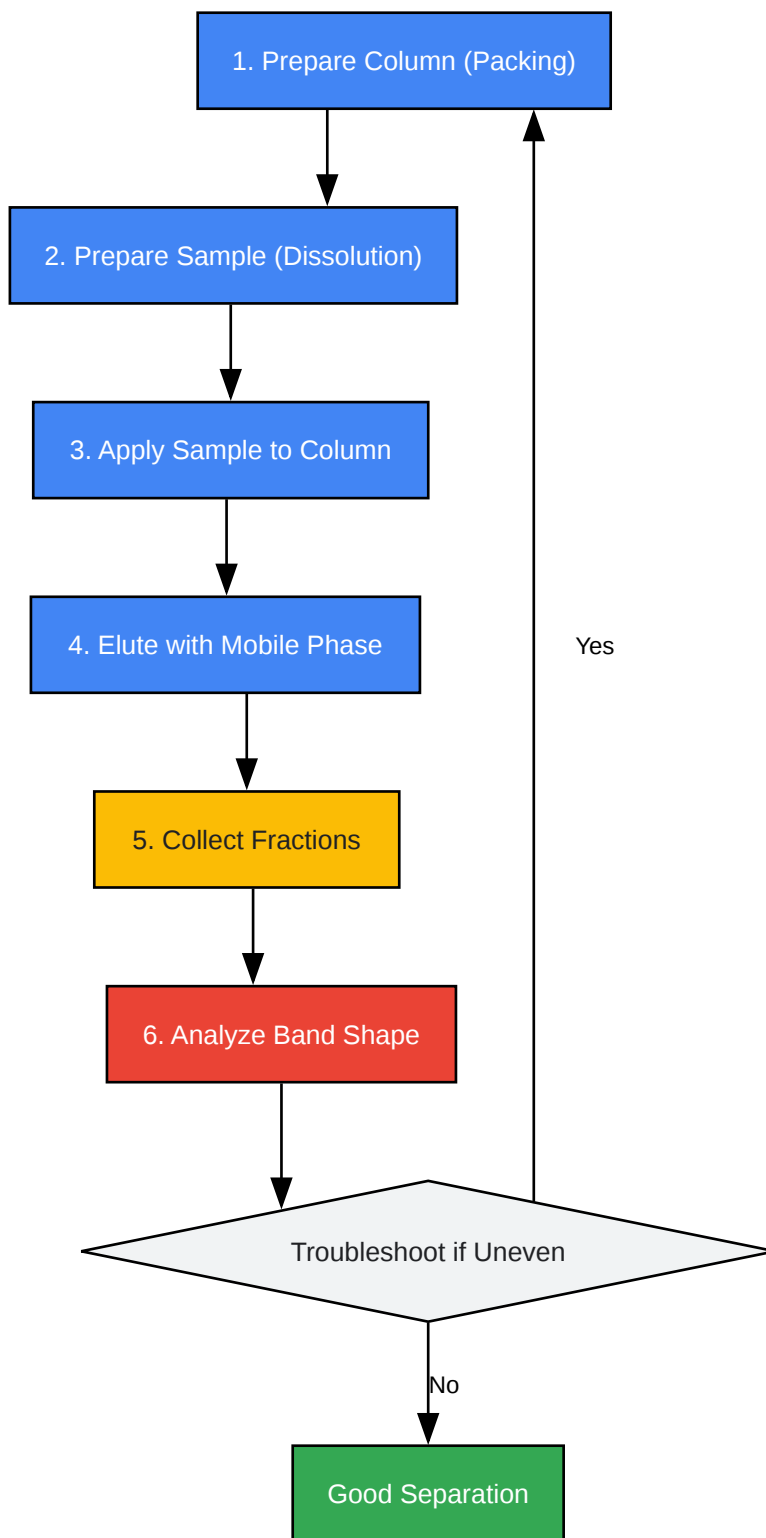 1. Prepare Column (Packing)
2. Prepare Sample (Dissolution)
3. Apply Sample to Column
4. Elute with Mobile Phase
Yes
5. Collect Fractions
6. Analyze Band Shape
Troubleshoot if Uneven
No
Good Separation